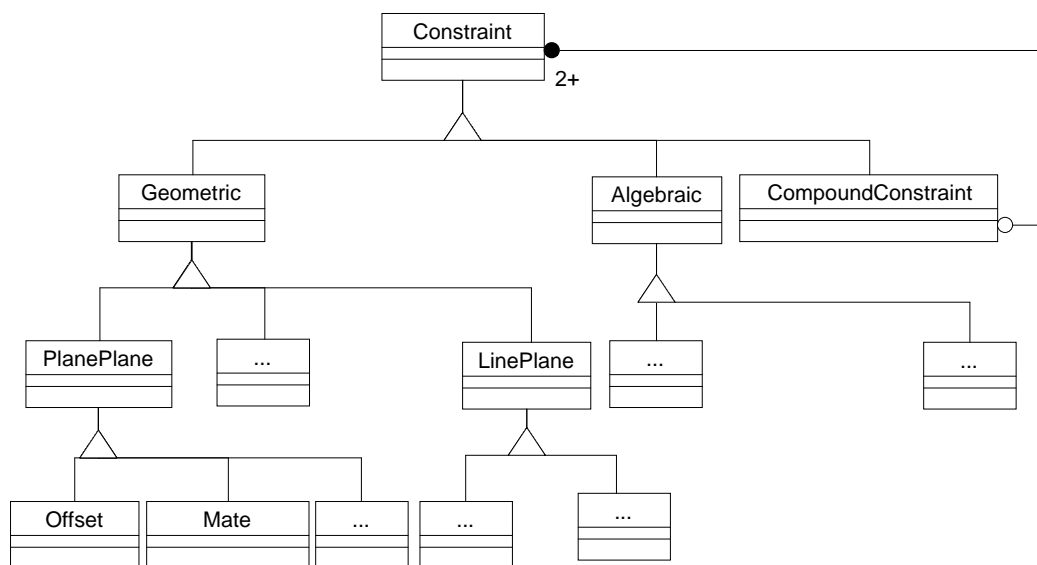 Constraint
2+
Geometric
Algebraic
CompoundConstraint
PlanePlane
...
LinePlane
...
...
Offset
Mate
...
...
...